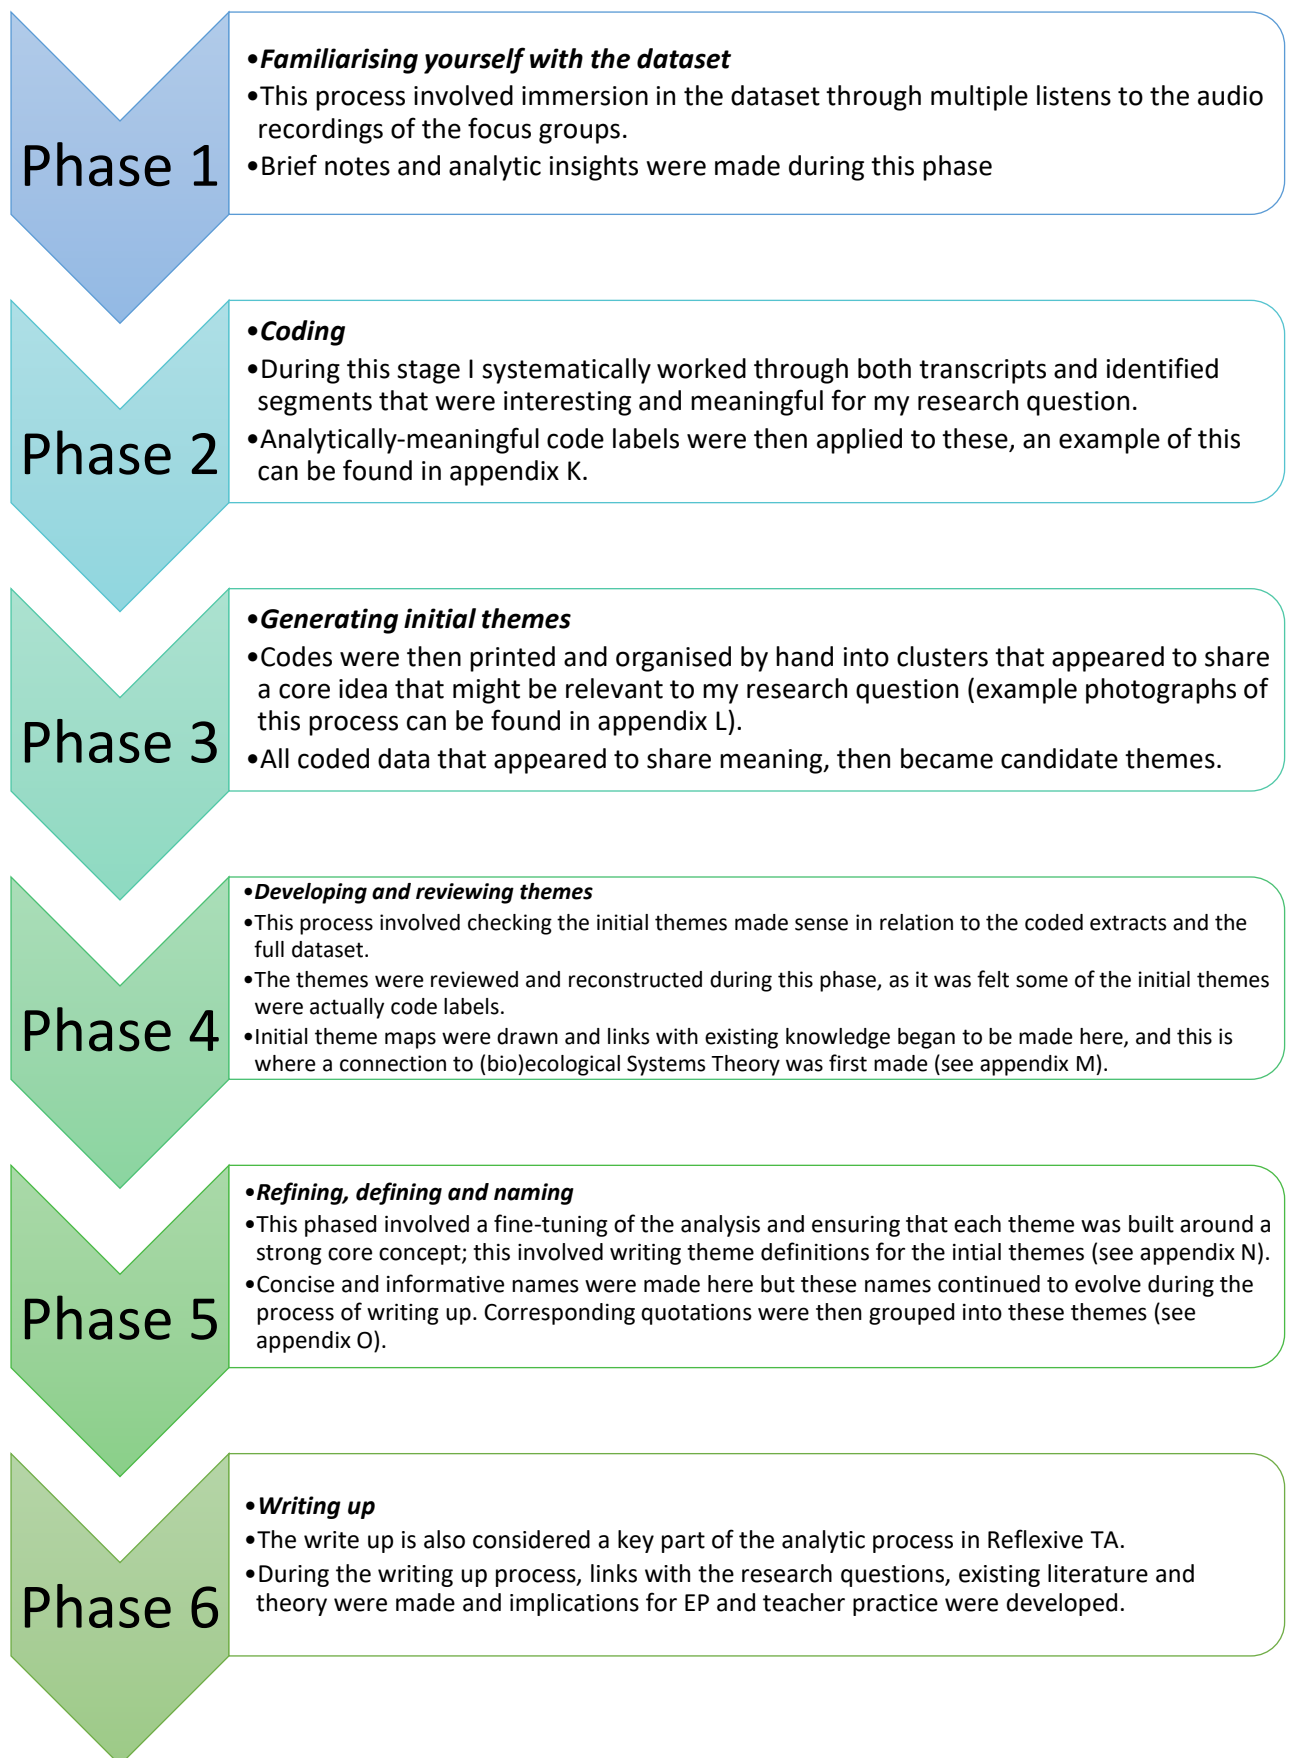 Phase 1
•Familiarising yourself with the dataset
•This process involved immersion in the dataset through multiple listens to the audio
recordings of the focus groups.
•Brief notes and analytic insights were made during this phase
Phase 2
•Coding
•During this stage I systematically worked through both transcripts and identified
segments that were interesting and meaningful for my research question.
•Analytically-meaningful code labels were then applied to these, an example of this
can be found in appendix K.
Phase 3
•Generating initial themes
•Codes were then printed and organised by hand into clusters that appeared to share
a core idea that might be relevant to my research question (example photographs of
this process can be found in appendix L).
•All coded data that appeared to share meaning, then became candidate themes.
Phase 4
•Developing and reviewing themes
•This process involved checking the initial themes made sense in relation to the coded extracts and the
full dataset.
•The themes were reviewed and reconstructed during this phase, as it was felt some of the initial themes
were actually code labels.
•Initial theme maps were drawn and links with existing knowledge began to be made here, and this is
where a connection to (bio)ecological Systems Theory was first made (see appendix M).
Phase 5
•Refining, defining and naming
•This phased involved a fine-tuning of the analysis and ensuring that each theme was built around a
strong core concept; this involved writing theme definitions for the intial themes (see appendix N).
•Concise and informative names were made here but these names continued to evolve during the
process of writing up. Corresponding quotations were then grouped into these themes (see
appendix O).
Phase 6
•Writing up
•The write up is also considered a key part of the analytic process in Reflexive TA.
•During the writing up process, links with the research questions, existing literature and
theory were made and implications for EP and teacher practice were developed.